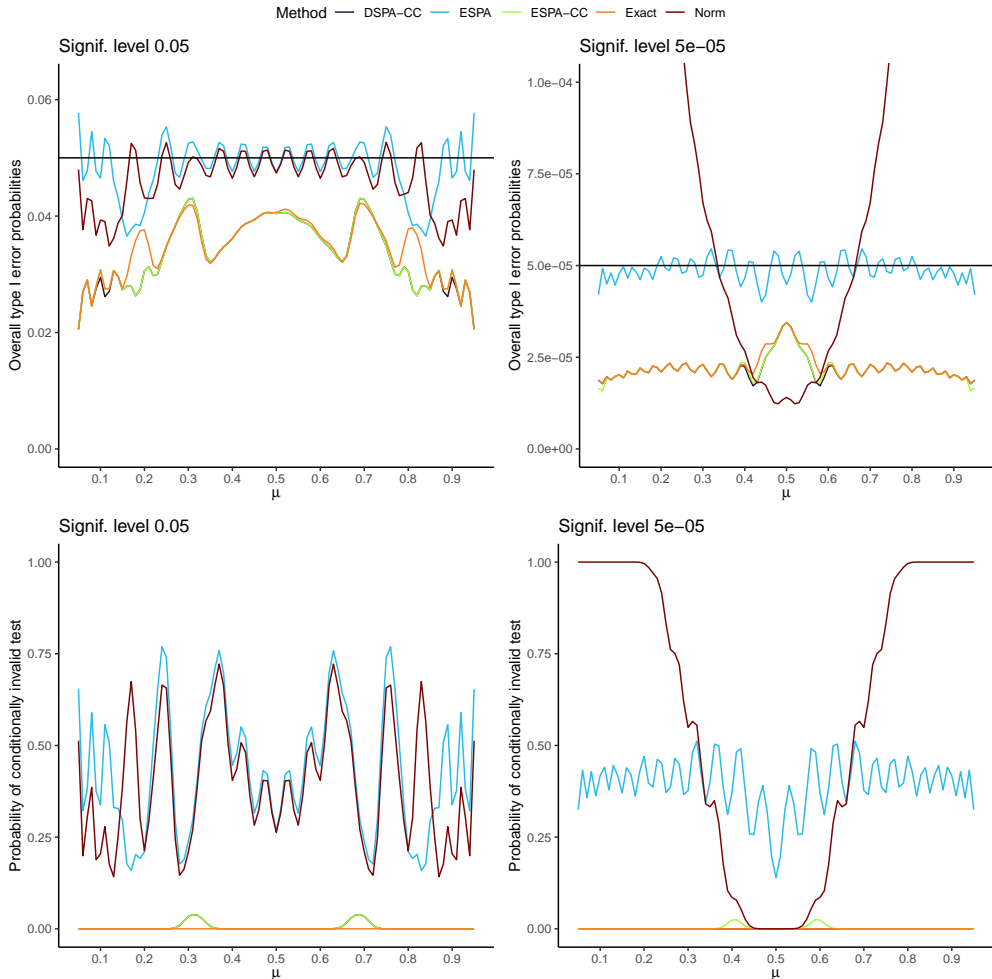 Method DSPA-CC ESPA ESPA-CC Exact Norm
Signif. level 0.05
Overall type I error probabilities
0.06
0.04
0.02
0.00
0.1 0.2 0.3 0.4 0.5 0.6 0.7 0.8 0.9
μ
Signif. level 5e-05
Overall type I error probabilities
1.0e-04
7.5e-05
5.0e-05
2.5e-05
0.0e+00
0.1 0.2 0.3 0.4 0.5 0.6 0.7 0.8 0.9
μ
Signif. level 0.05
Probability of conditionally invalid test
1.00
0.75
0.50
0.25
0.00
0.1 0.2 0.3 0.4 0.5 0.6 0.7 0.8 0.9
μ
Signif. level 5e-05
Probability of conditionally invalid test
1.00
0.75
0.50
0.25
0.00
0.1 0.2 0.3 0.4 0.5 0.6 0.7 0.8 0.9
μ